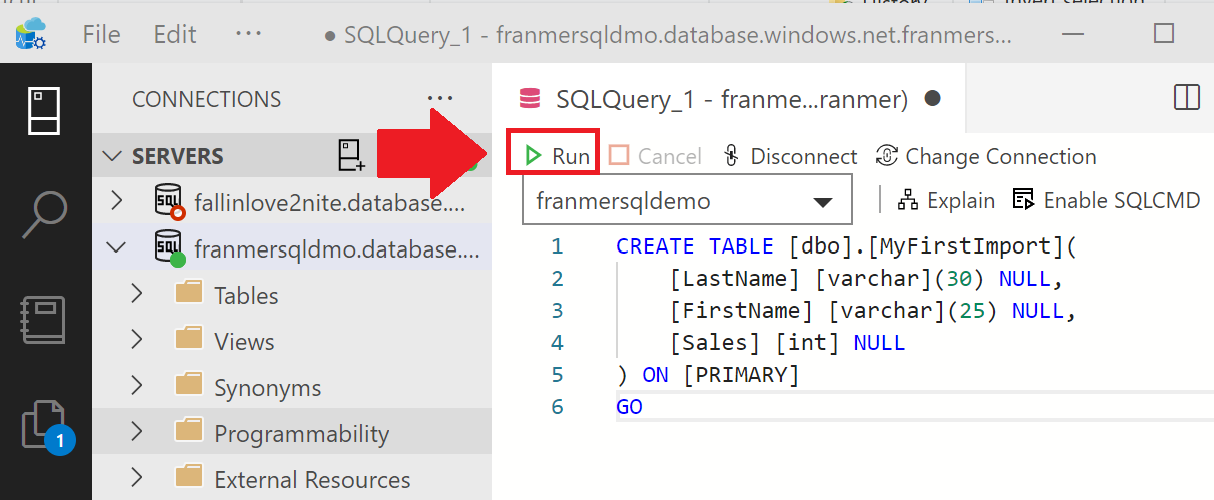 File Edit ··· ● SQLQuery_1 - franmersqldmo.database.windows.net.franmers...
CONNECTIONS ···
SQLQuery_1 - franme...ranmer) ●
SERVERS
Run Cancel Disconnect Change Connection
fallinlove2nite.database....
franmersqldemo Explain Enable SQLCMD
franmersqldmo.database....
Tables
Views
Synonyms
Programmability
External Resources
1 CREATE TABLE [dbo].[MyFirstImport](
2 [LastName] [varchar](30) NULL,
3 [FirstName] [varchar](25) NULL,
4 [Sales] [int] NULL
5 ) ON [PRIMARY]
6 GO
SQL
SQL
1